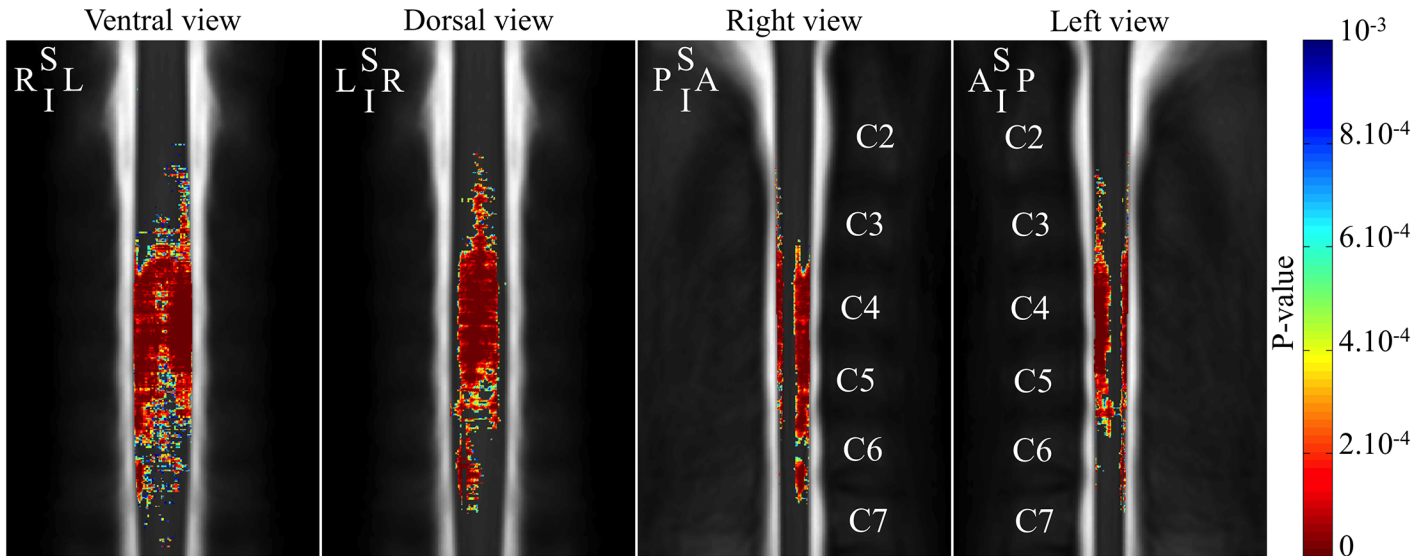 Ventral view
Dorsal view
Right view
Left view
S
R L
I
S
L R
I
S
P A
I
S
A P
I
C2
C3
C4
C5
C6
C7
C2
C3
C4
C5
C6
C7
10⁻³
8.10⁻⁴
6.10⁻⁴
4.10⁻⁴
2.10⁻⁴
0
P-value